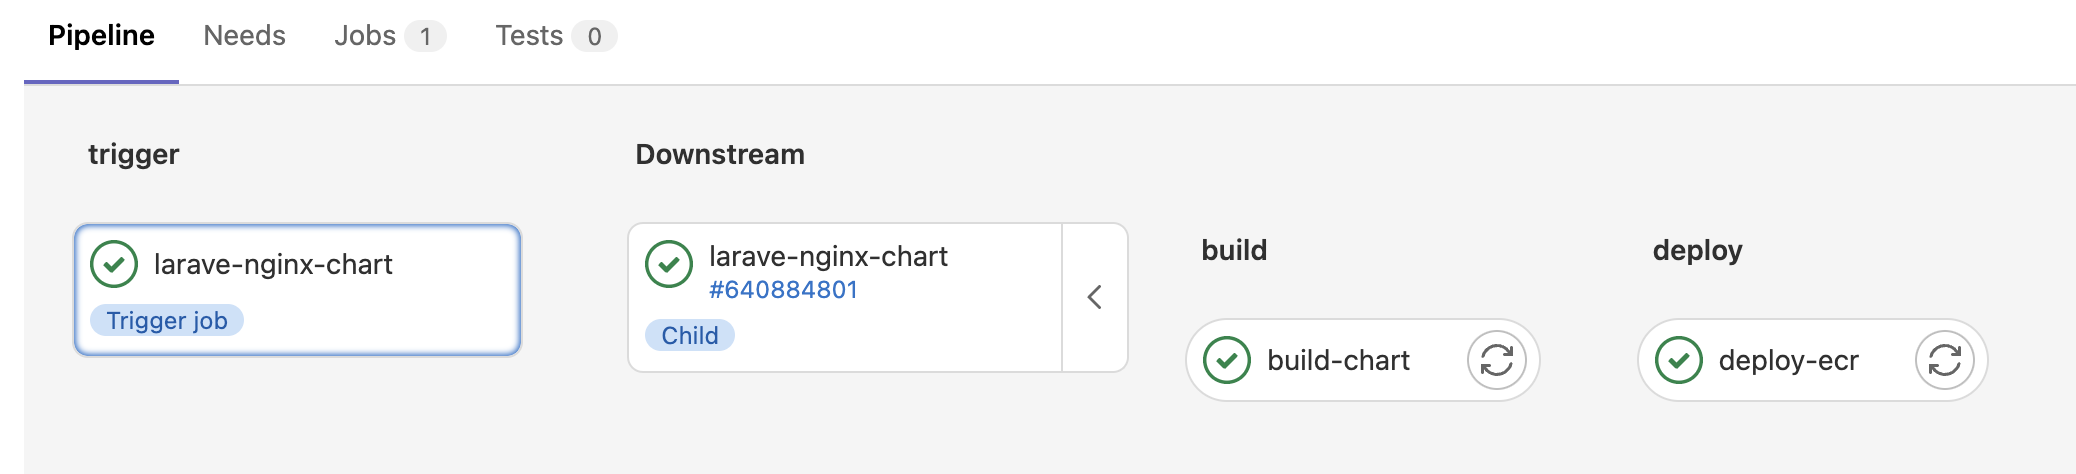 Pipeline Needs Jobs 1 Tests 0
trigger
Downstream
larave-nginx-chart
Trigger job
larave-nginx-chart
#640884801
Child
build
build-chart
deploy
deploy-ecr